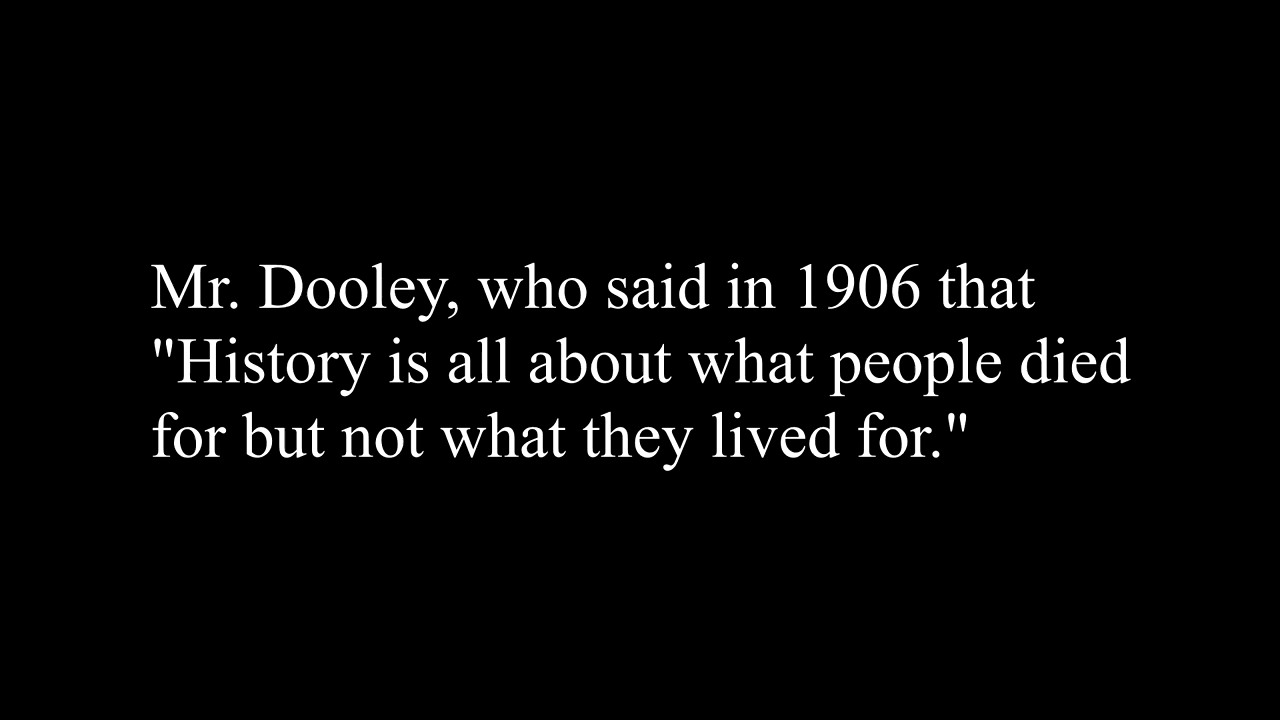 Mr. Dooley, who said in 1906 that
"History is all about what people died
for but not what they lived for."